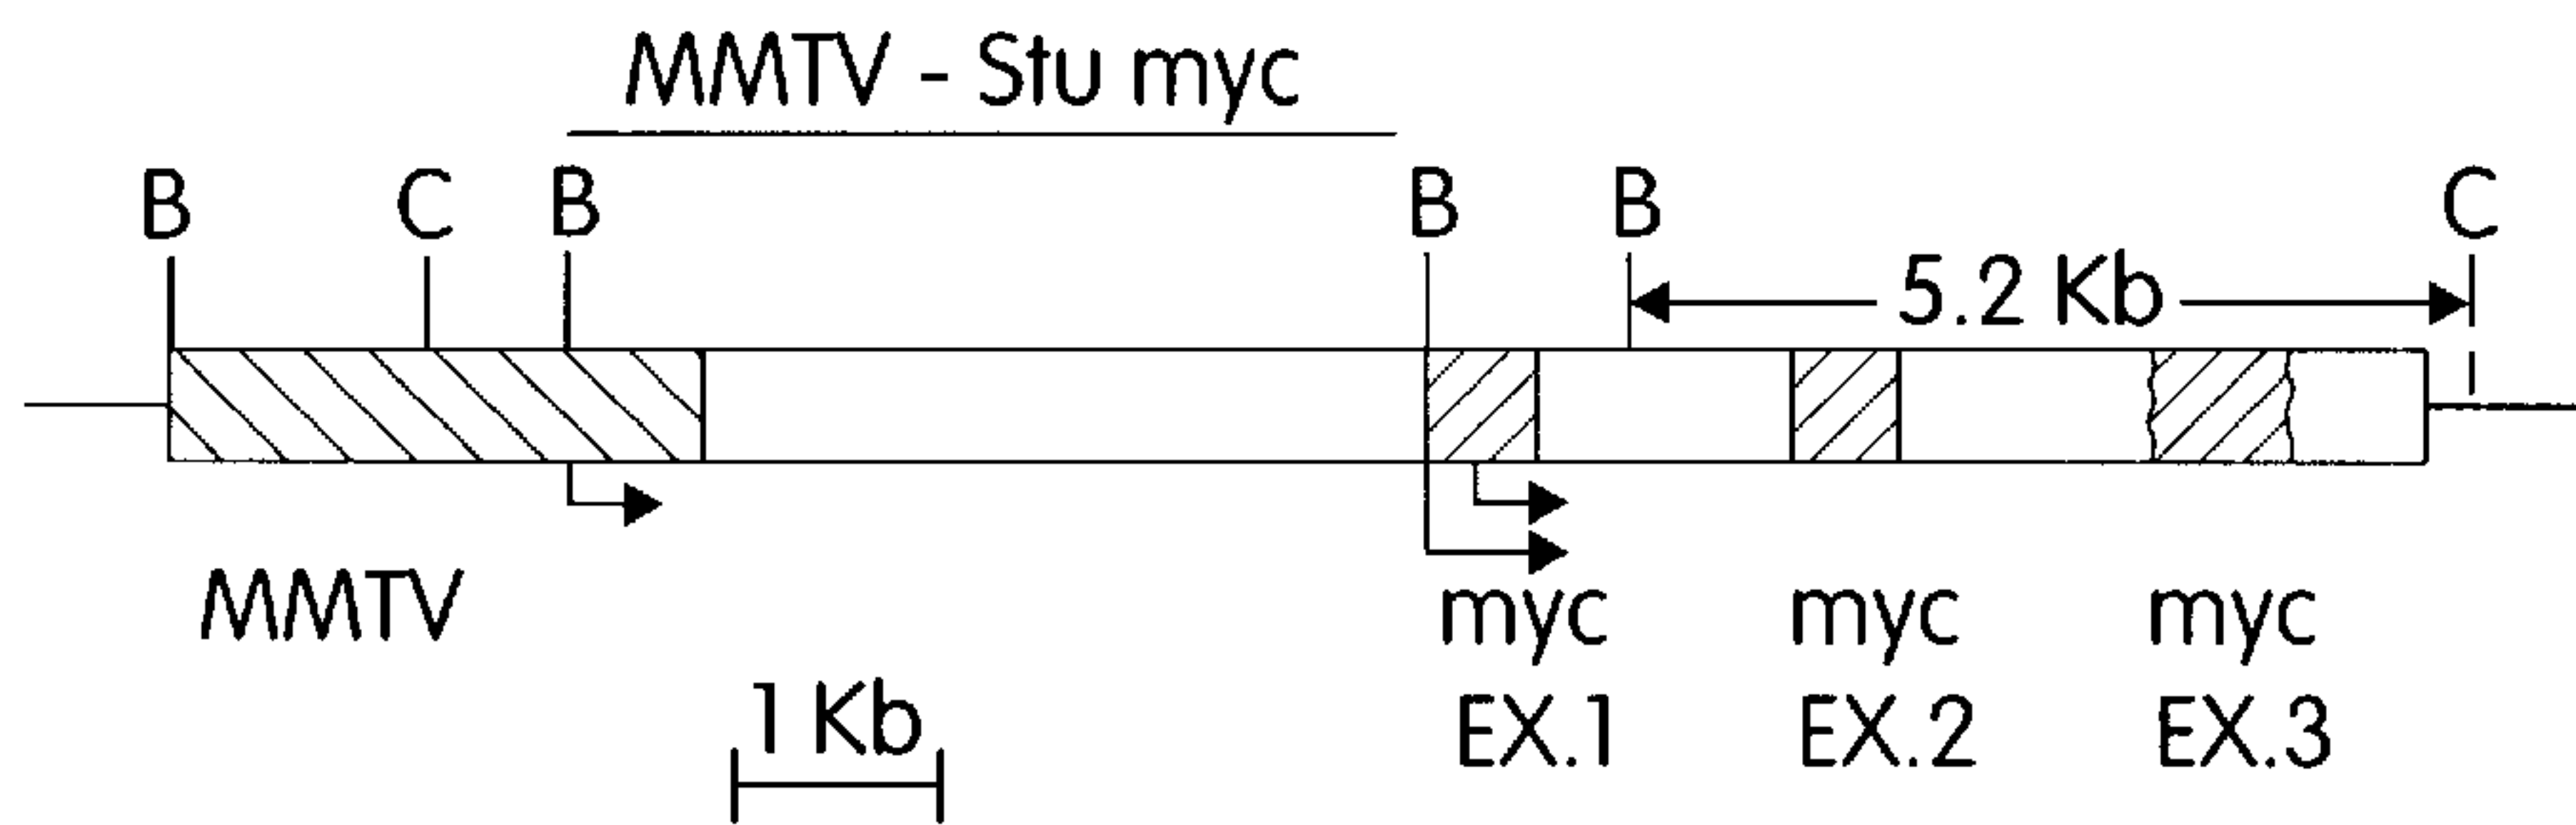 MMTV - Stu myc
B C B B B C
5.2 Kb
MMTV
myc myc myc
EX.1 EX.2 EX.3
1 Kb